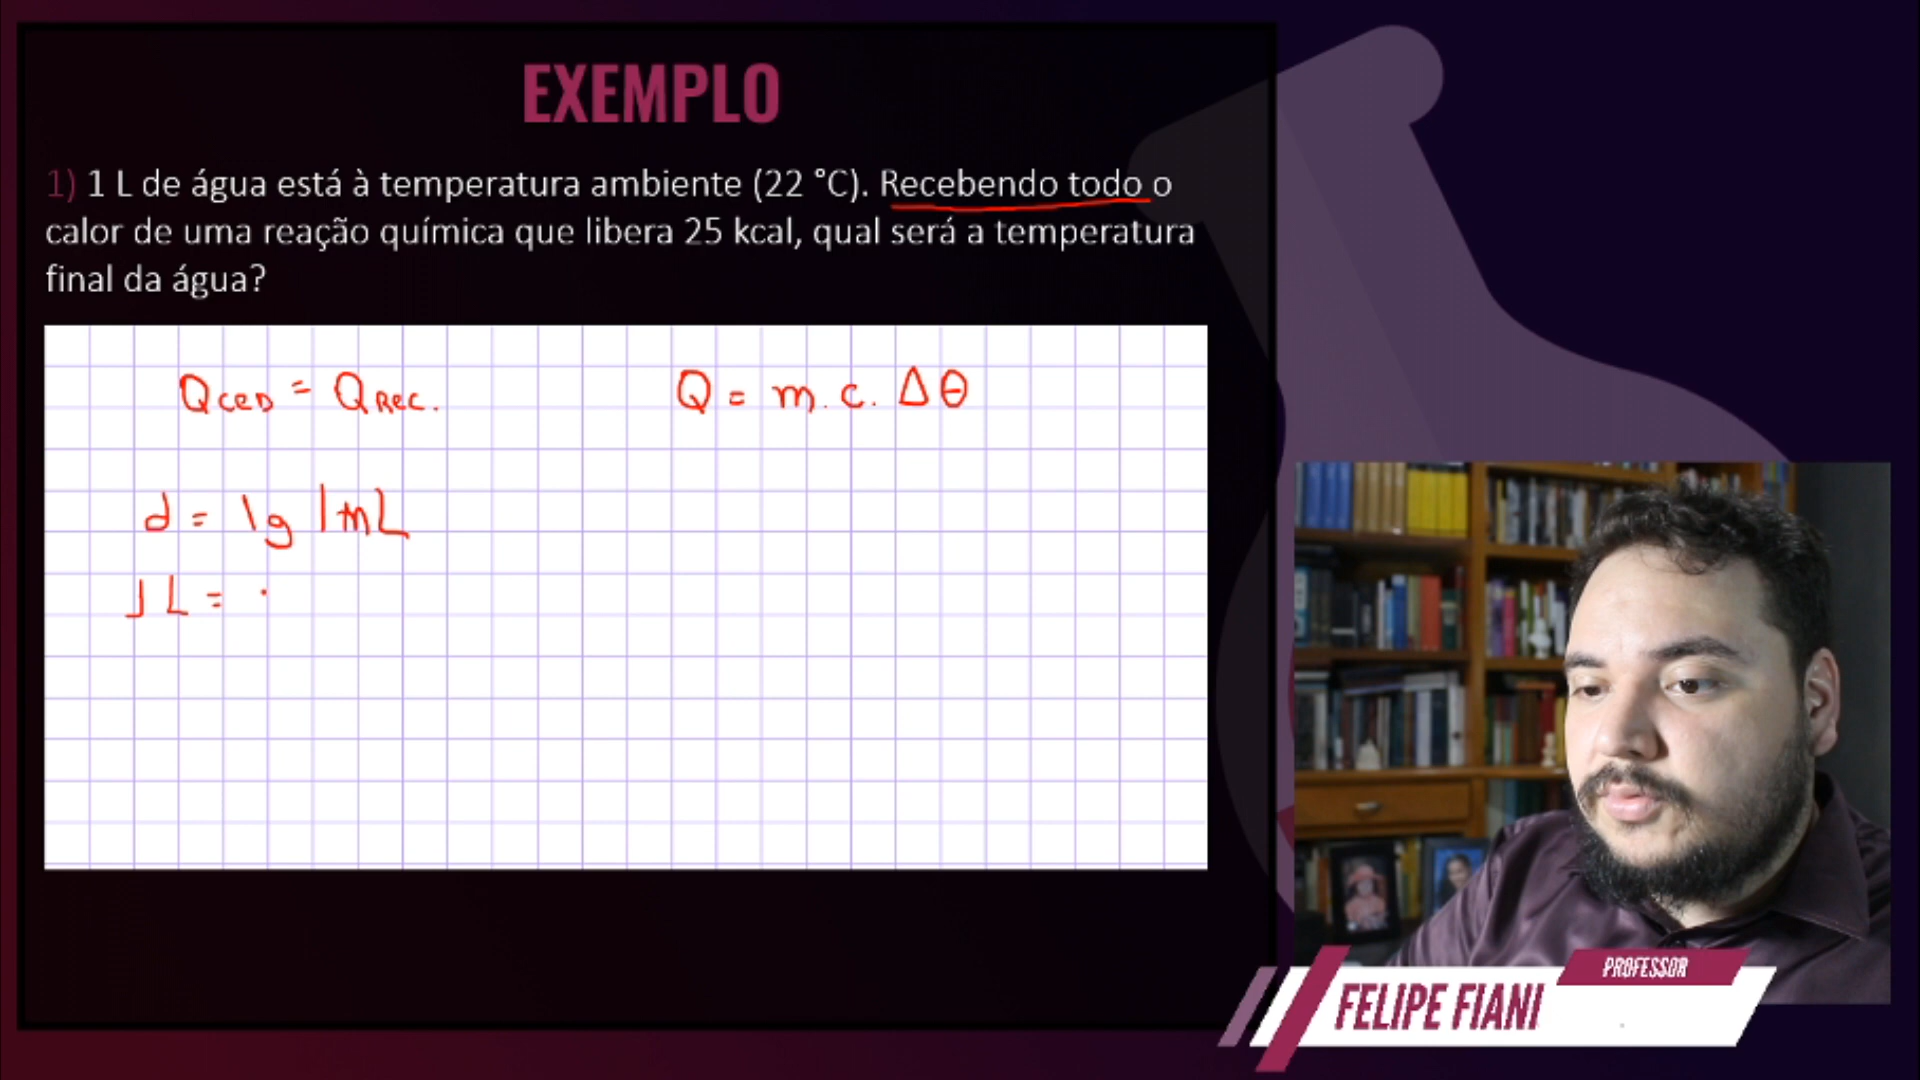 EXEMPLO
1) 1 L de água está à temperatura ambiente (22 °C). Recebendo todo o
calor de uma reação química que libera 25 kcal, qual será a temperatura
final da água?
QCED = QREC. Q = m.c. Δθ
d = 1g/mL
1L =
PROFESSOR
FELIPE FIANI